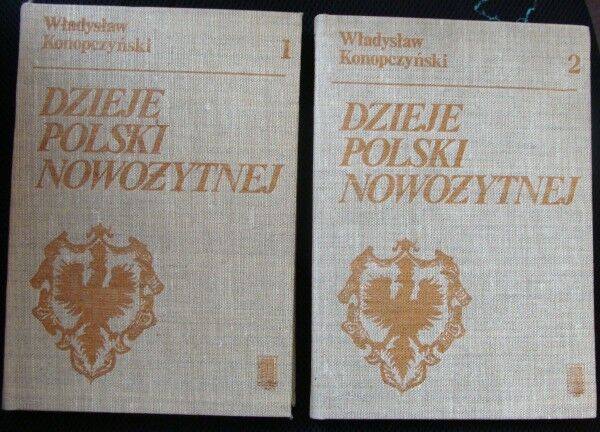 Władysław
Konopczyński
1
DZIEJE
POLSKI
NOWOŻYTNEJ
Władysław
Konopczyński
2
DZIEJE
POLSKI
NOWOŻYTNEJ